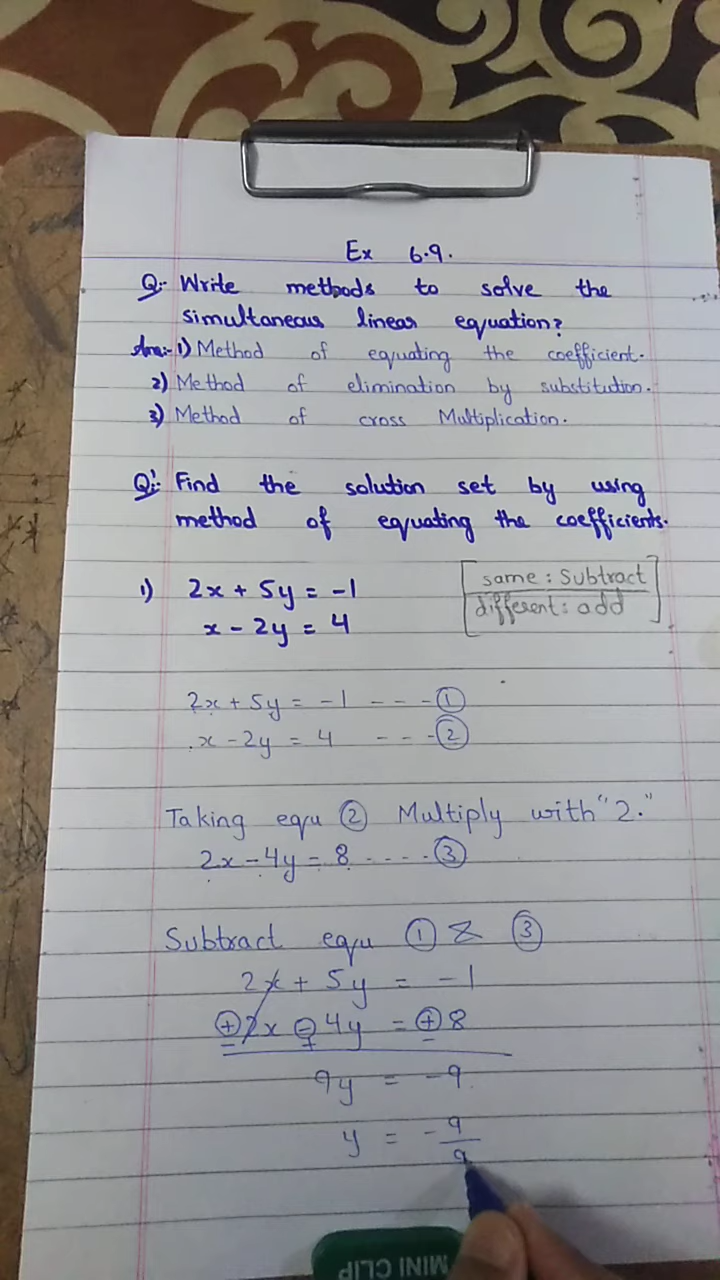 Ex 6.9.
Q:- Write methods to solve the
simultaneous linear equation?
Ans:- 1) Method of equating the coefficient.
2) Method of elimination by substitution.
3) Method of cross Multiplication.
Q:- Find the solution set by using
method of equating the coefficients.
1) 2x + 5y = -1
x - 2y = 4
same : Subtract
different : add
2x + 5y = -1 --- ①
x - 2y = 4 --- ②
Taking equ ② Multiply with "2."
2x - 4y = 8 ---- ③
Subtract equ ① & ③
2x + 5y = -1
⊕2x ⊖ 4y = ⊕ 8
- + -
9y = -9
y = -9/9
MINI CLIP